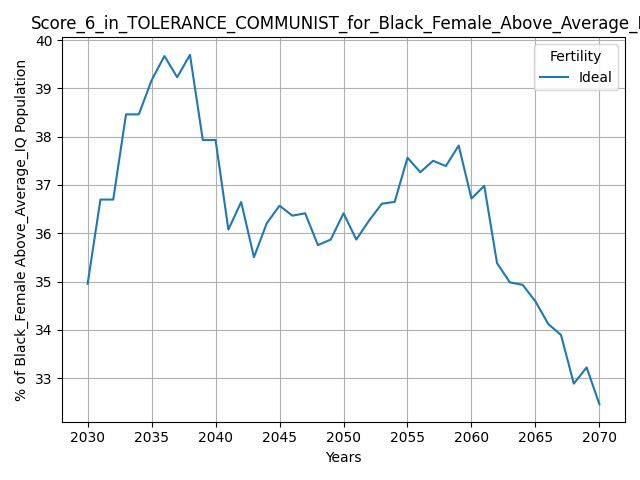 Score_6_in_TOLERANCE_COMMUNIST_for_Black_Female_Above_Average_
% of Black_Female Above_Average_IQ Population
40
39
38
37
36
35
34
33
Fertility
Ideal
2030 2035 2040 2045 2050 2055 2060 2065 2070
Years